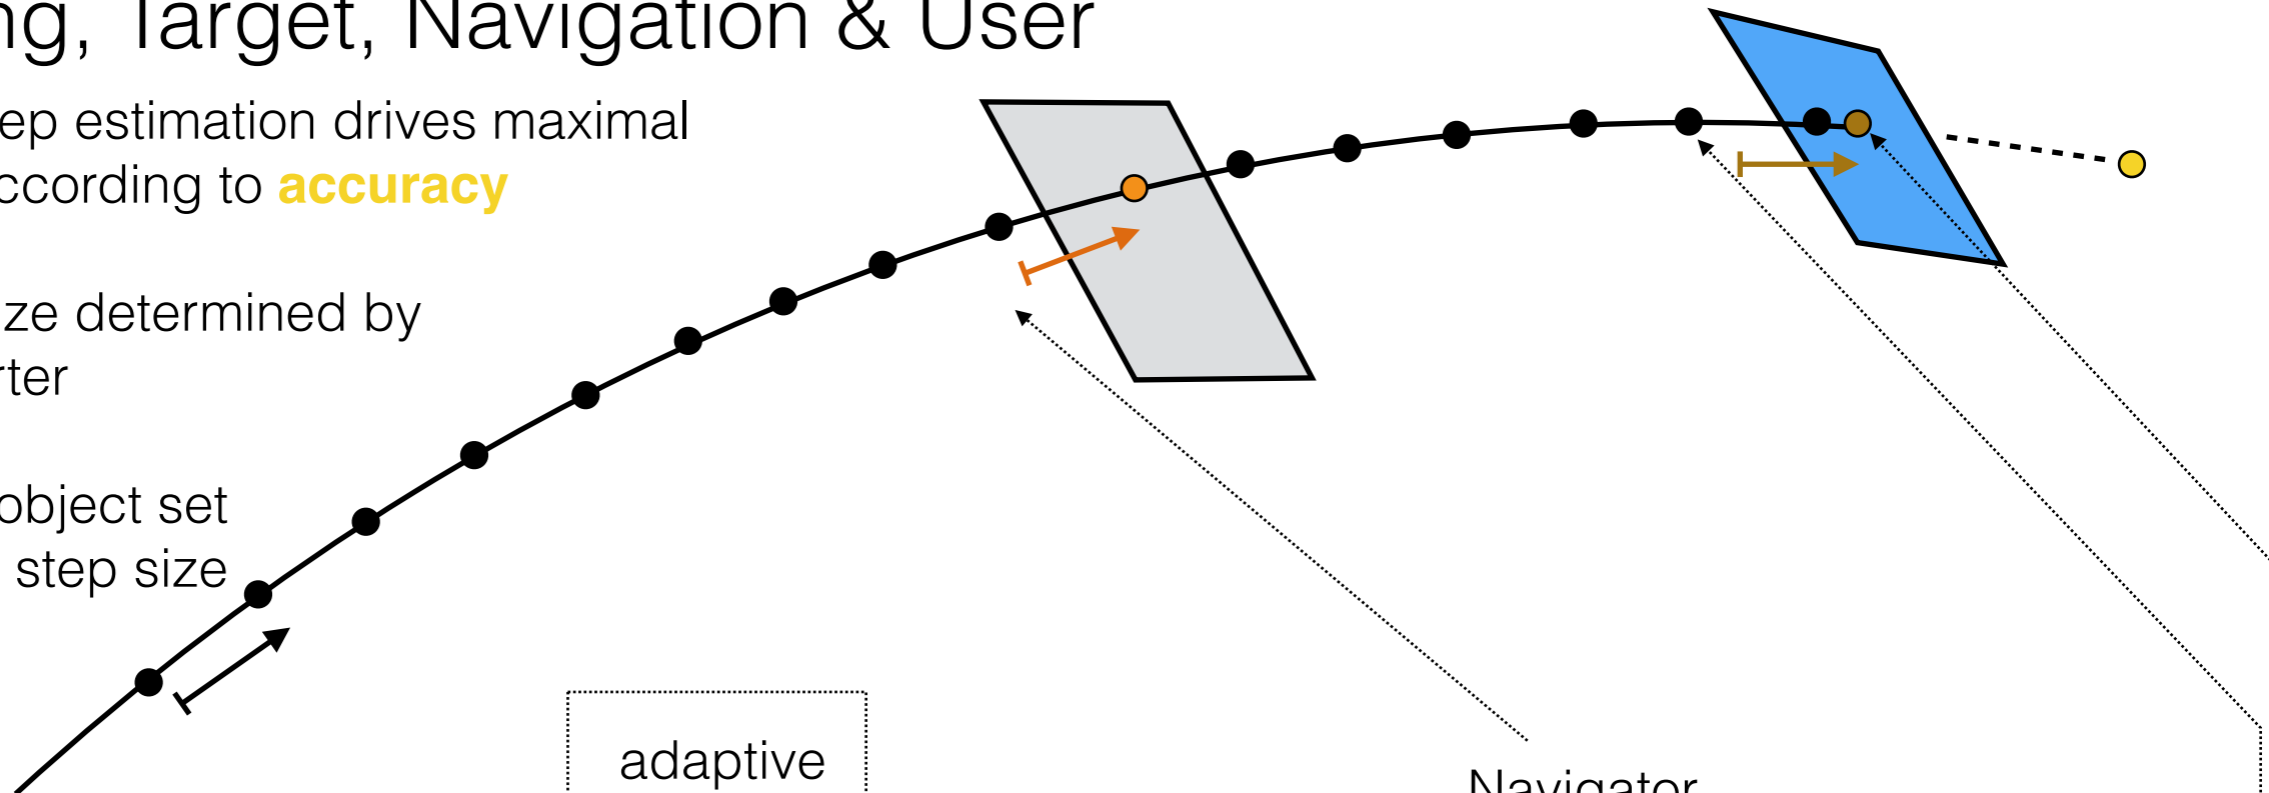 ng, Target, Navigation & User
ep estimation drives maximal
ccording to accuracy
ze determined by
rter
object set
step size
adaptive
Navigator